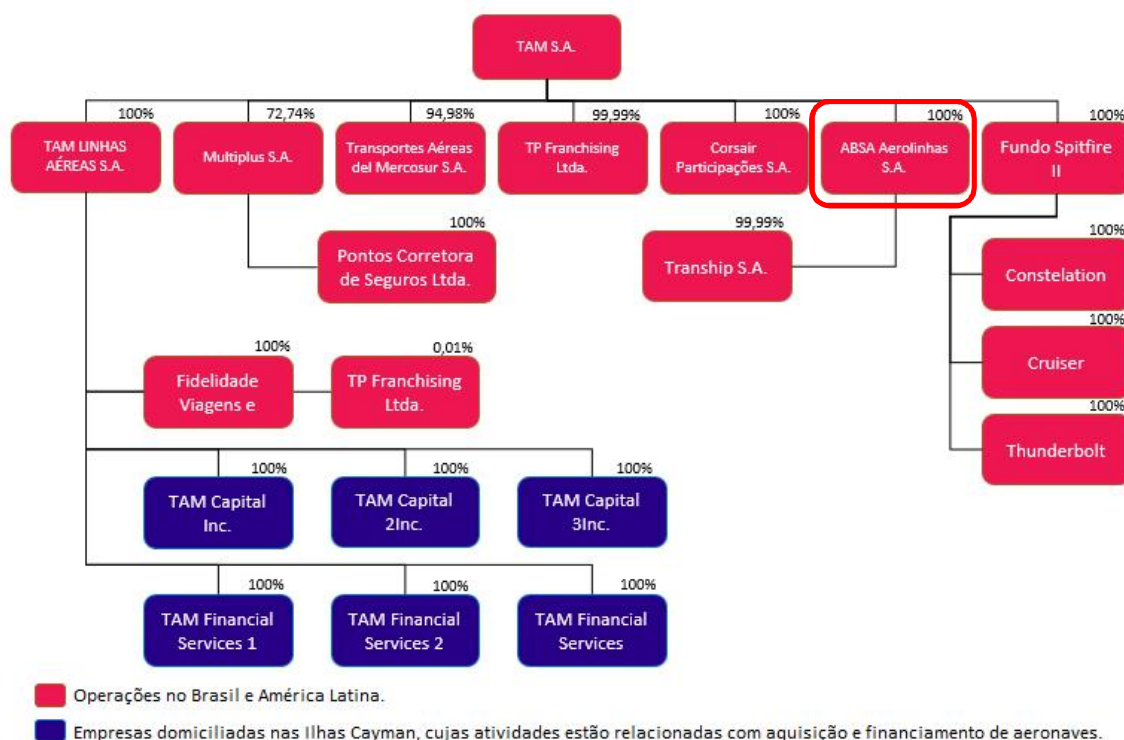 TAM S.A.
100%
72,74%
94,98%
99,99%
100%
100%
100%
TAM LINHAS
AÉREAS S.A.
Multiplus S.A.
Transportes Aéreas
del Mercosur S.A.
TP Franchising
Ltda.
Corsair
Participações S.A.
ABSA Aerolinhas
S.A.
Fundo Spitfire
II
100%
Pontos Corretora
de Seguros Ltda.
99,99%
Tranship S.A.
100%
Constelation
100%
Cruiser
100%
Thunderbolt
100%
Fidelidade
Viagens e
0,01%
TP Franchising
Ltda.
100%
TAM Capital
Inc.
100%
TAM Capital
2Inc.
100%
TAM Capital
3Inc.
100%
TAM Financial
Services 1
100%
TAM Financial
Services 2
100%
TAM Financial
Services
Operações no Brasil e América Latina.
Empresas domiciliadas nas Ilhas Cayman, cujas atividades estão relacionadas com aquisição e financiamento de aeronaves.